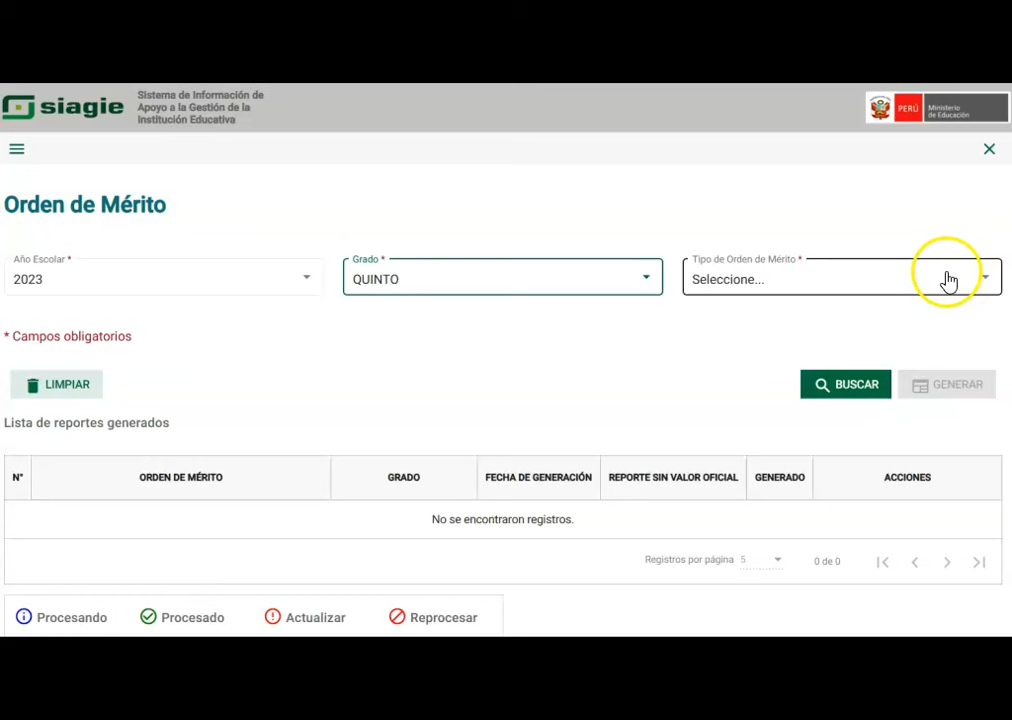 siagie
Sistema de Información de
Apoyo a la Gestión de la
Institución Educativa
PERÚ
Ministerio
de Educación
Orden de Mérito
Año Escolar *
2023
Grado *
QUINTO
Tipo de Orden de Mérito *
Seleccione...
* Campos obligatorios
LIMPIAR
BUSCAR
GENERAR
Lista de reportes generados
N° ORDEN DE MÉRITO GRADO FECHA DE GENERACIÓN REPORTE SIN VALOR OFICIAL GENERADO ACCIONES
No se encontraron registros.
Registros por página 5 0 de 0
Procesando Procesado Actualizar Reprocesar